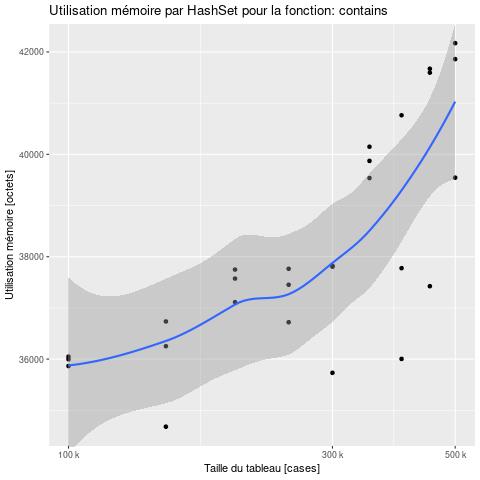 Utilisation mémoire par HashSet pour la fonction: contains
42000
40000
38000
36000
Utilisation mémoire [octets]
100 k
300 k
500 k
Taille du tableau [cases]